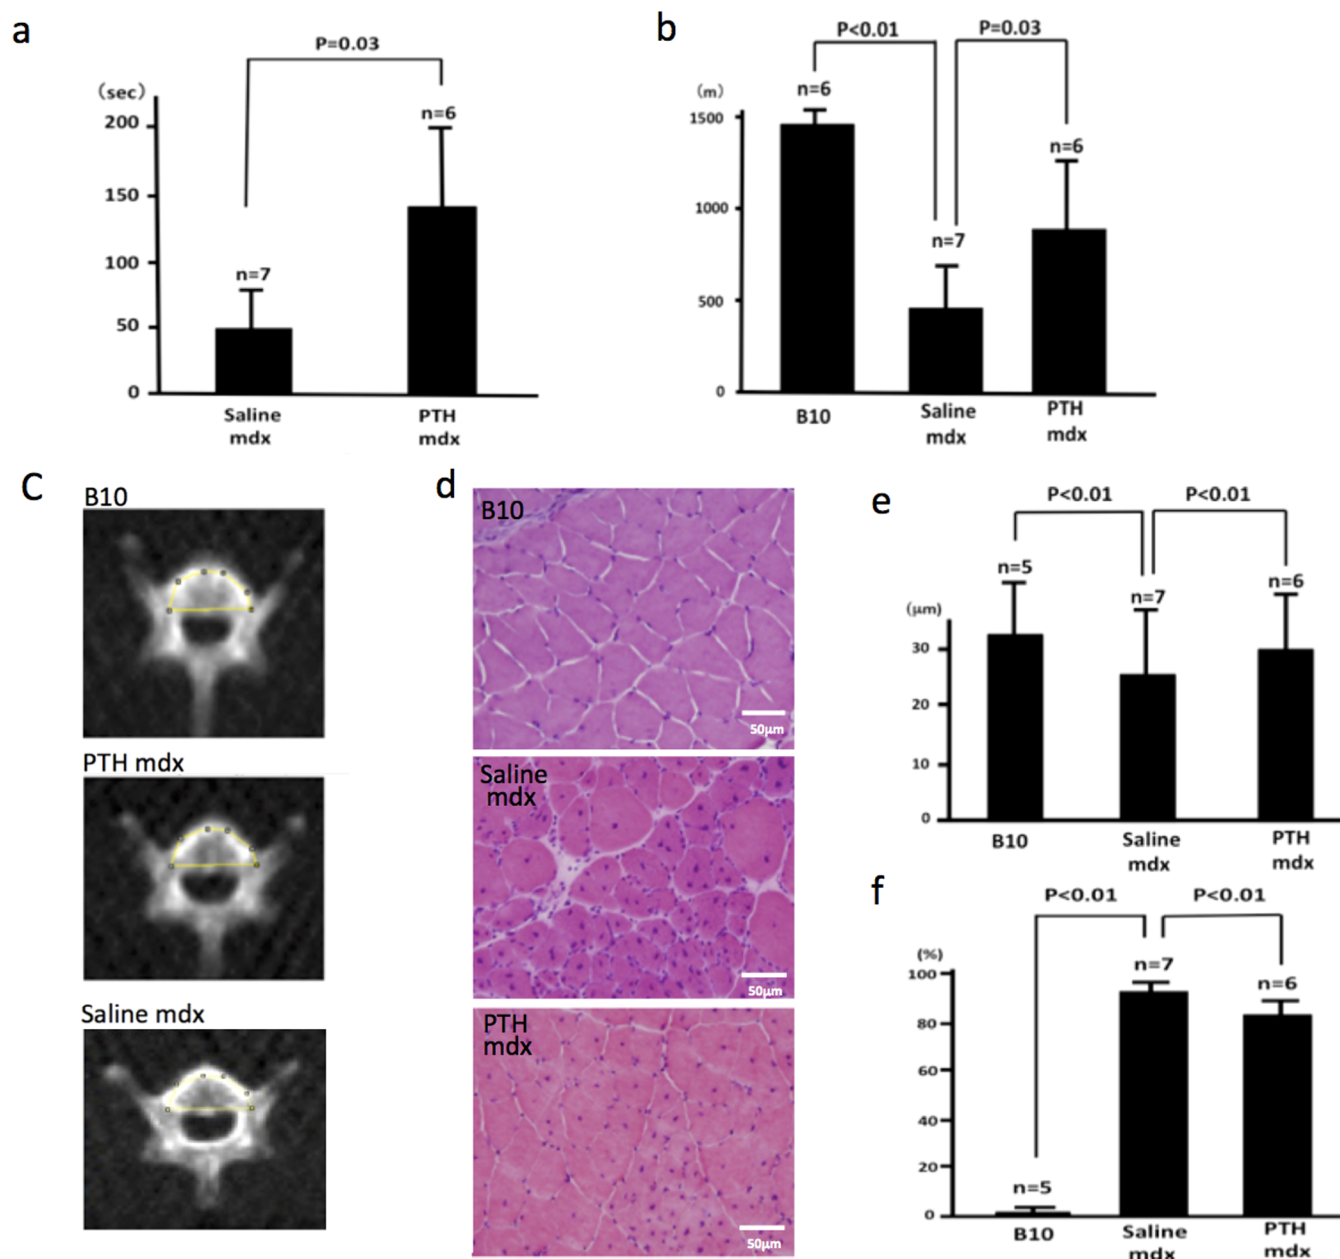 a
P=0.03
(sec)
200
150
100
50
0
n=7
n=6
Saline
mdx
PTH
mdx
b
P<0.01
P=0.03
(m)
1500
1000
500
0
n=6
n=7
n=6
B10
Saline
mdx
PTH
mdx
C
B10
PTH mdx
Saline mdx
d
B10
50μm
Saline
mdx
50μm
PTH
mdx
50μm
e
P<0.01
P<0.01
(μm)
30
20
10
0
n=5
n=7
n=6
B10
Saline
mdx
PTH
mdx
f
P<0.01
P<0.01
(%)
100
80
60
40
20
0
n=5
n=7
n=6
B10
Saline
mdx
PTH
mdx